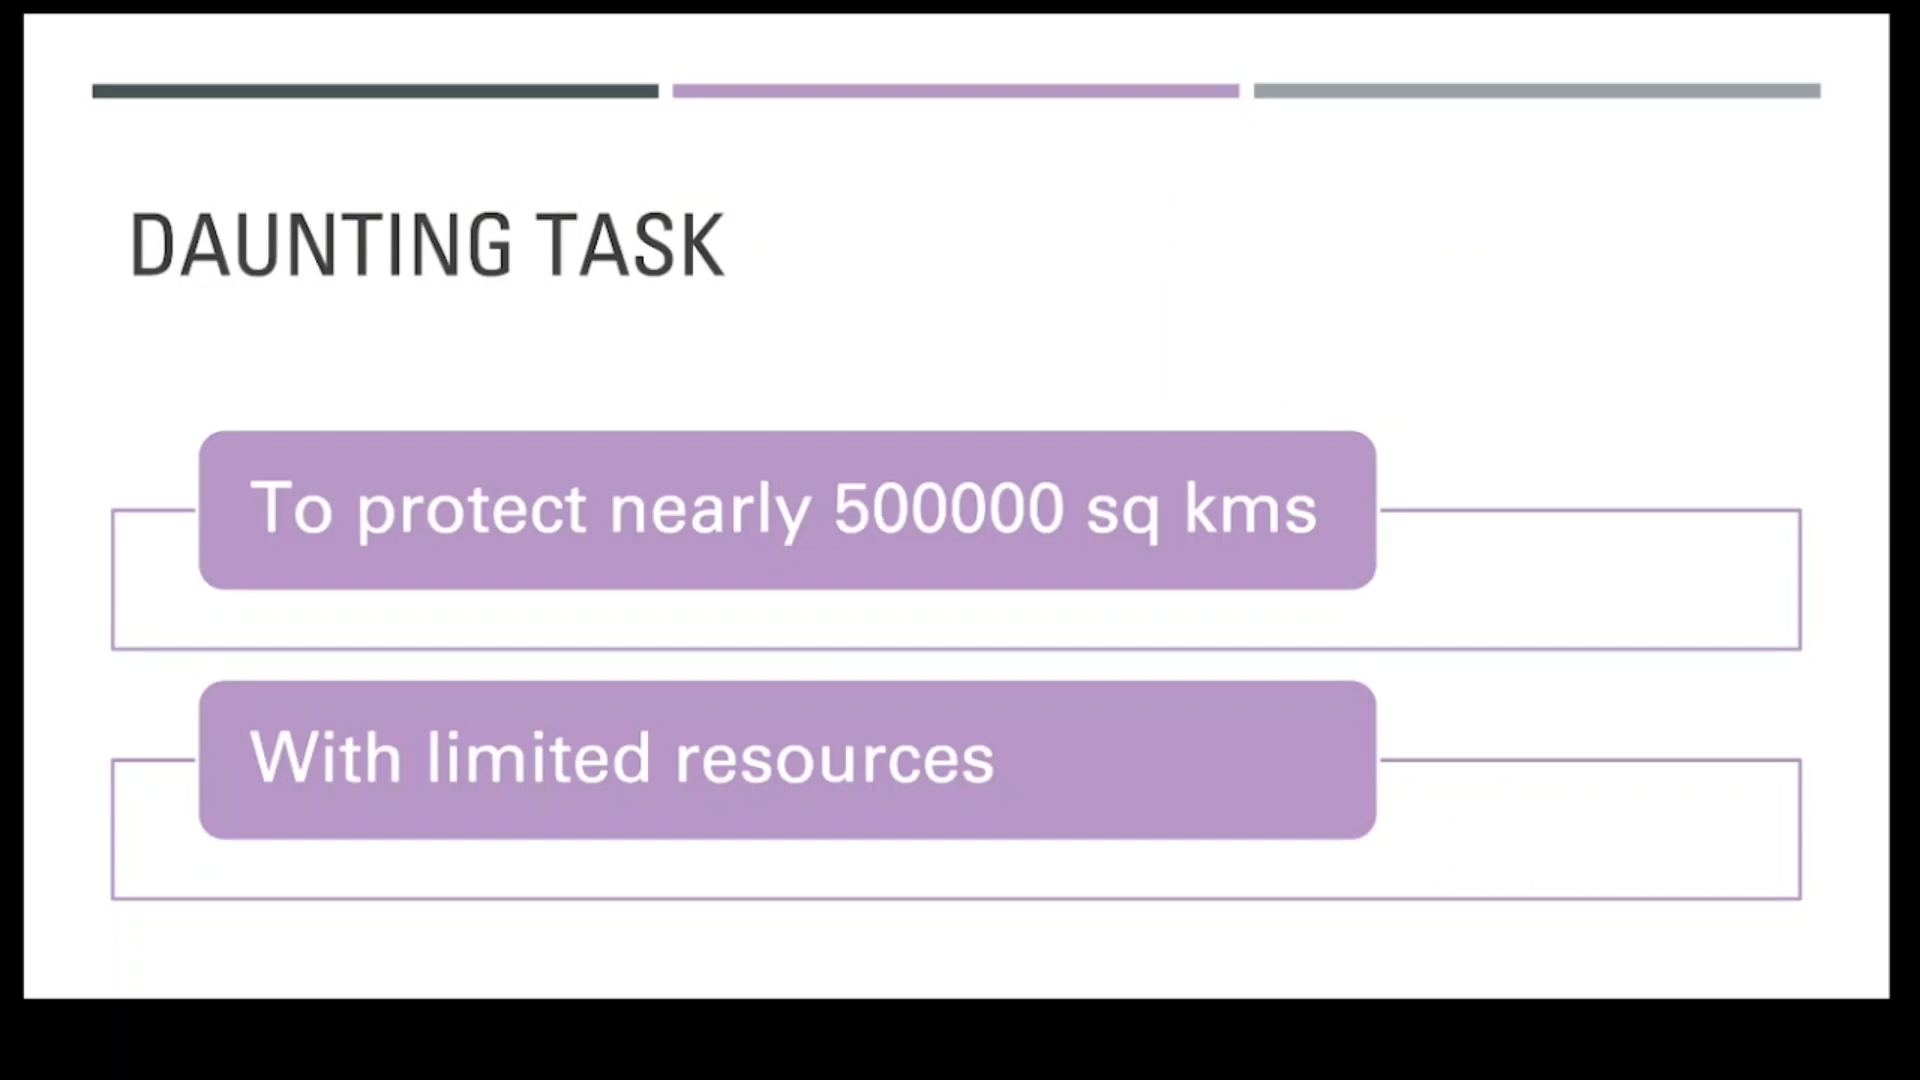 DAUNTING TASK
To protect nearly 500000 sq kms
With limited resources